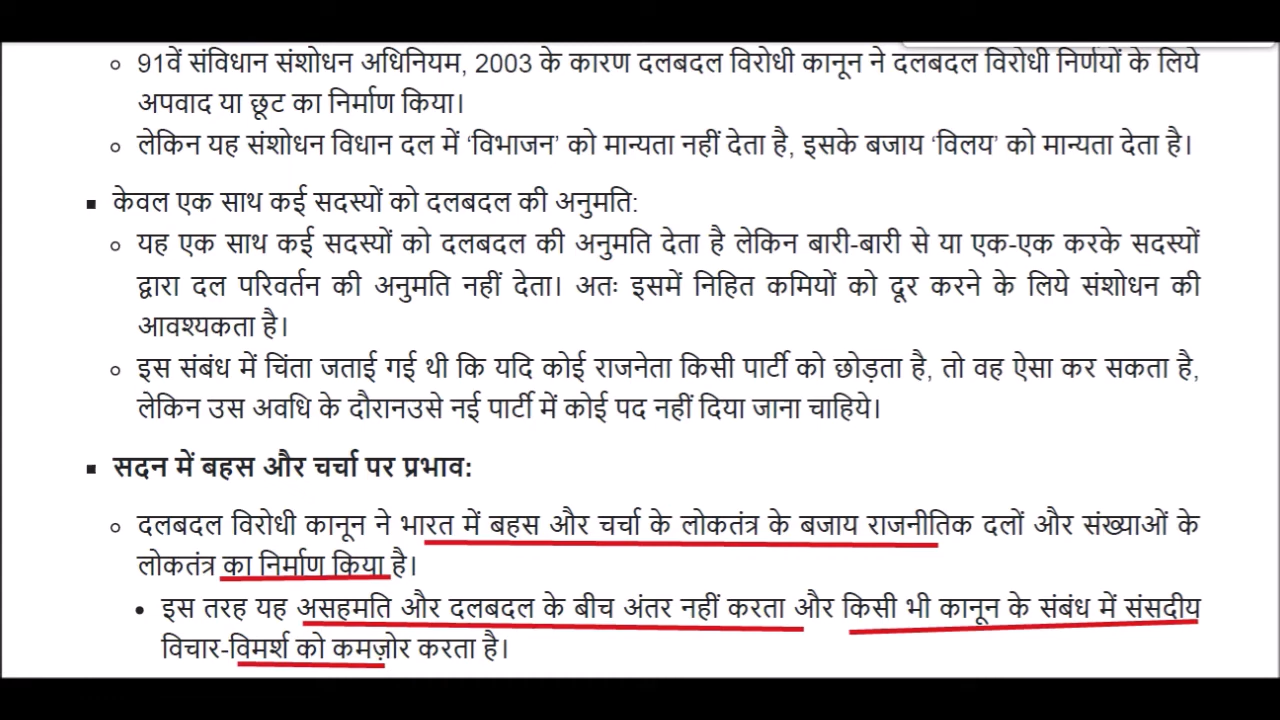 ◦ 91वें संविधान संशोधन अधिनियम, 2003 के कारण दलबदल विरोधी कानून ने दलबदल विरोधी निर्णयों के लिये
अपवाद या छूट का निर्माण किया।
◦ लेकिन यह संशोधन विधान दल में ‘विभाजन’ को मान्यता नहीं देता है, इसके बजाय ‘विलय’ को मान्यता देता है।
▪ केवल एक साथ कई सदस्यों को दलबदल की अनुमति:
◦ यह एक साथ कई सदस्यों को दलबदल की अनुमति देता है लेकिन बारी-बारी से या एक-एक करके सदस्यों
द्वारा दल परिवर्तन की अनुमति नहीं देता। अतः इसमें निहित कमियों को दूर करने के लिये संशोधन की
आवश्यकता है।
◦ इस संबंध में चिंता जताई गई थी कि यदि कोई राजनेता किसी पार्टी को छोड़ता है, तो वह ऐसा कर सकता है,
लेकिन उस अवधि के दौरानउसे नई पार्टी में कोई पद नहीं दिया जाना चाहिये।
▪ सदन में बहस और चर्चा पर प्रभाव:
◦ दलबदल विरोधी कानून ने भारत में बहस और चर्चा के लोकतंत्र के बजाय राजनीतिक दलों और संख्याओं के
लोकतंत्र का निर्माण किया है।
• इस तरह यह असहमति और दलबदल के बीच अंतर नहीं करता और किसी भी कानून के संबंध में संसदीय
विचार-विमर्श को कमज़ोर करता है।